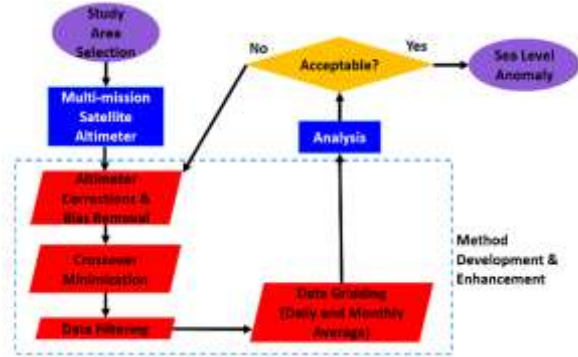 Study
Area
Selection
Multi-mission
Satellite
Altimeter
Altimeter
Corrections &
Bias Removal
Crossover
Minimization
Data Filtering
Data Gridding
(Daily and Monthly
Average)
Analysis
Acceptable?
No
Yes
Sea Level
Anomaly
Method
Development &
Enhancement